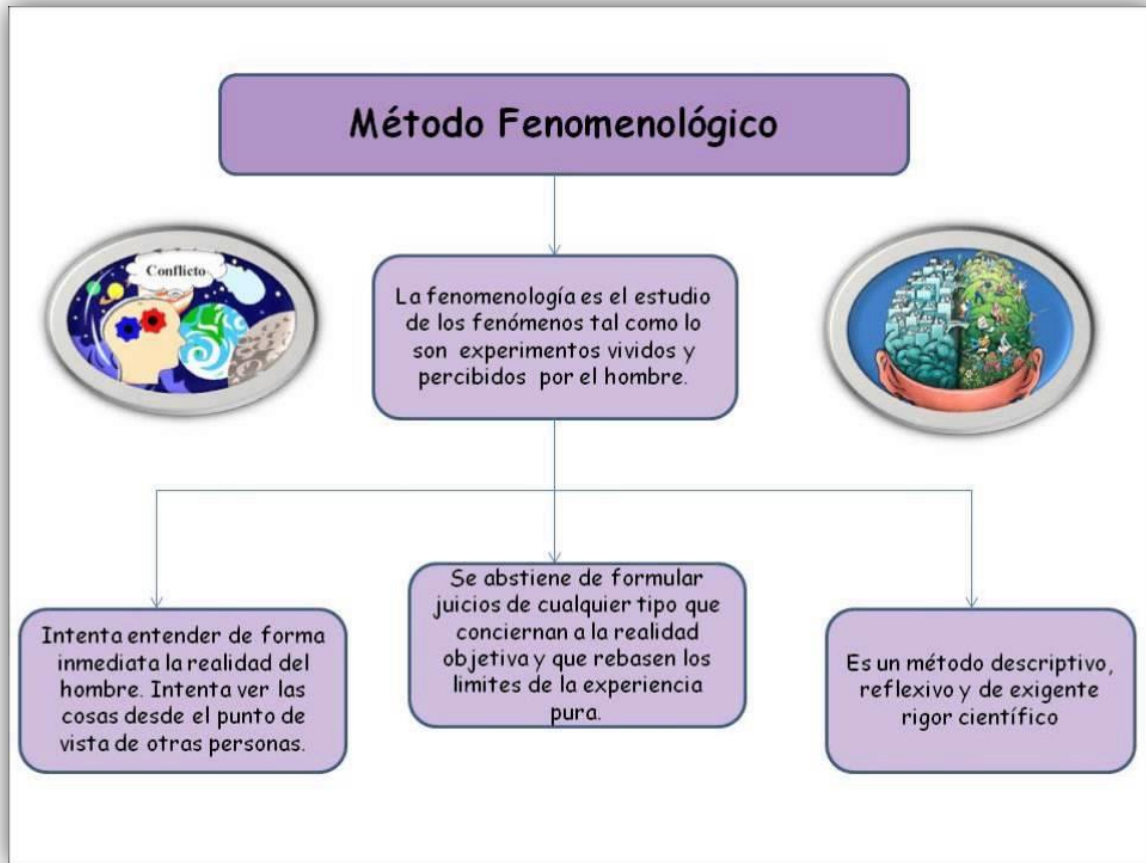 Método Fenomenológico
Conflicto
La fenomenología es el estudio
de los fenómenos tal como lo
son experimentos vividos y
percibidos por el hombre.
Intenta entender de forma
inmediata la realidad del
hombre. Intenta ver las
cosas desde el punto de
vista de otras personas.
Se abstiene de formular
juicios de cualquier tipo que
conciernan a la realidad
objetiva y que rebasen los
limites de la experiencia
pura.
Es un método descriptivo,
reflexivo y de exigente
rigor científico